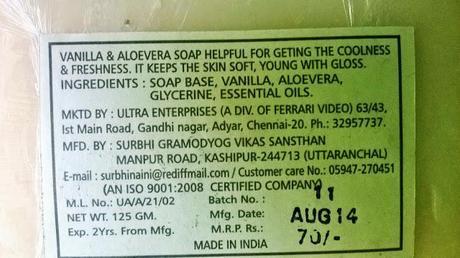 VANILLA & ALOEVERA SOAP HELPFUL FOR GETING THE COOLNESS
& FRESHNESS. IT KEEPS THE SKIN SOFT, YOUNG WITH GLOSS.
INGREDIENTS : SOAP BASE, VANILLA, ALOEVERA,
GLYCERINE, ESSENTIAL OILS.
MKTD BY : ULTRA ENTERPRISES (A DIV. OF FERRARI VIDEO) 63/43,
Ist Main Road, Gandhi nagar, Adyar, Chennai-20. Ph.: 32957737.
MFD. BY : SURBHI GRAMODYOG VIKAS SANSTHAN
MANPUR ROAD, KASHIPUR-244713 (UTTARANCHAL)
E-mail : surbhinaini@rediffmail.com / Customer care No.: 05947-270451
(AN ISO 9001:2008 CERTIFIED COMPANY)
M.L. No.: UA/A/21/02 Batch No. : 11
NET WT. 125 GM. Mfg. Date: AUG 14
Exp. 2Yrs. From Mfg. M.R.P. Rs.: 70/-
MADE IN INDIA